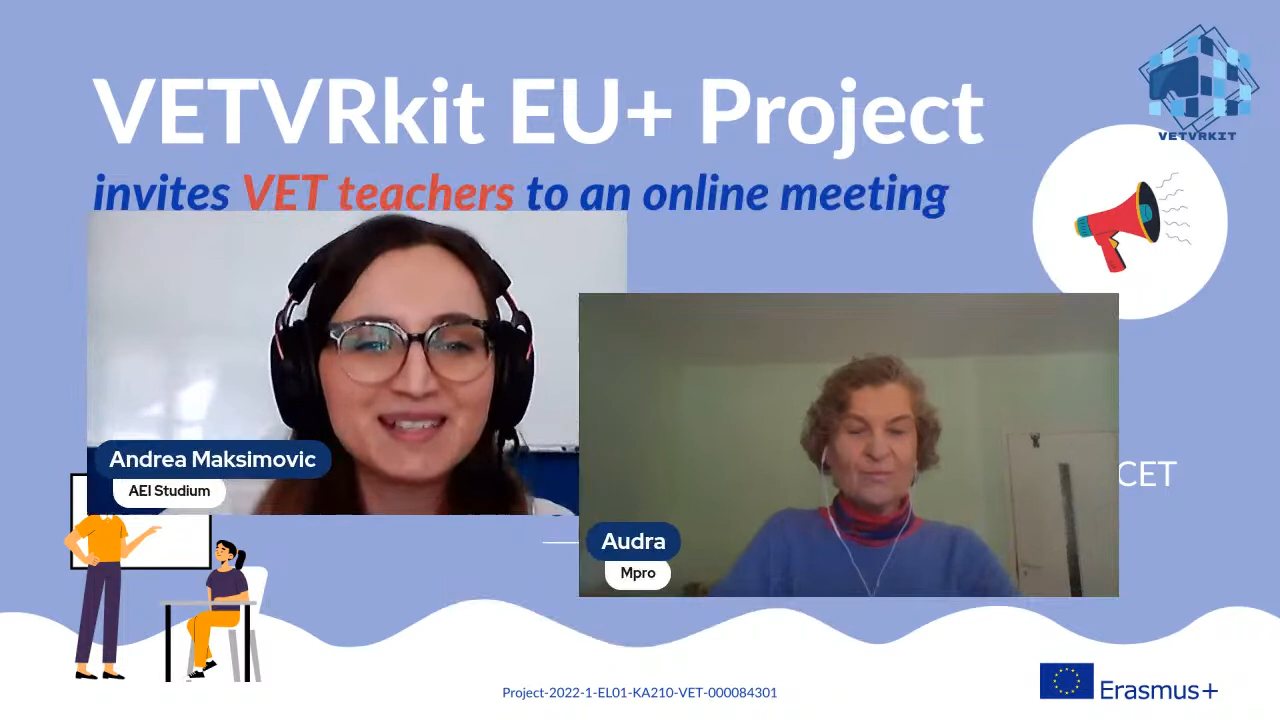 VETVRkit EU+ Project
VETVRKIT
invites VET teachers to an online meeting
Andrea Maksimovic
AEI Studium
CET
Audra
Mpro
Project-2022-1-EL01-KA210-VET-000084301
Erasmus+